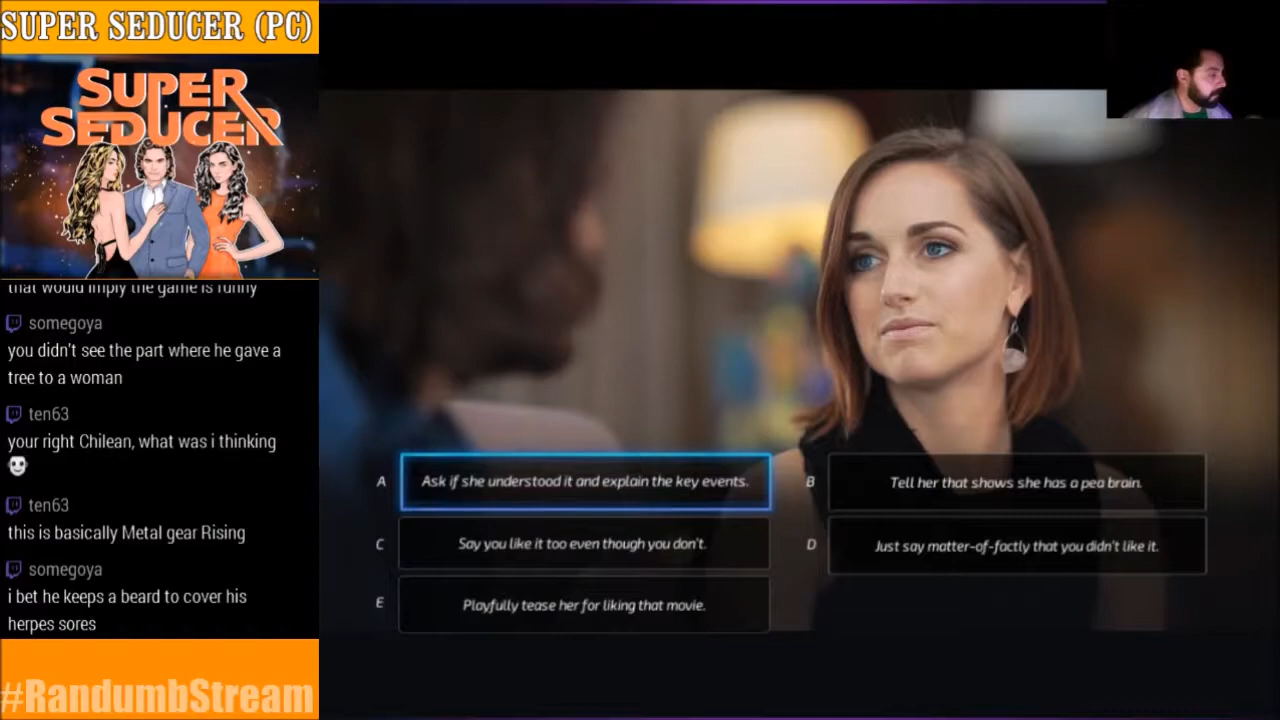 SUPER SEDUCER (PC)
SUPER
SEDUCER
that would imply the game is funny
somegoya
you didn't see the part where he gave a
tree to a woman
ten63
your right Chilean, what was i thinking
ten63
this is basically Metal gear Rising
somegoya
i bet he keeps a beard to cover his
herpes sores
#RandumbStream
A Ask if she understood it and explain the key events.
B Tell her that shows she has a pea brain.
C Say you like it too even though you don't.
D Just say matter-of-factly that you didn't like it.
E Playfully tease her for liking that movie.